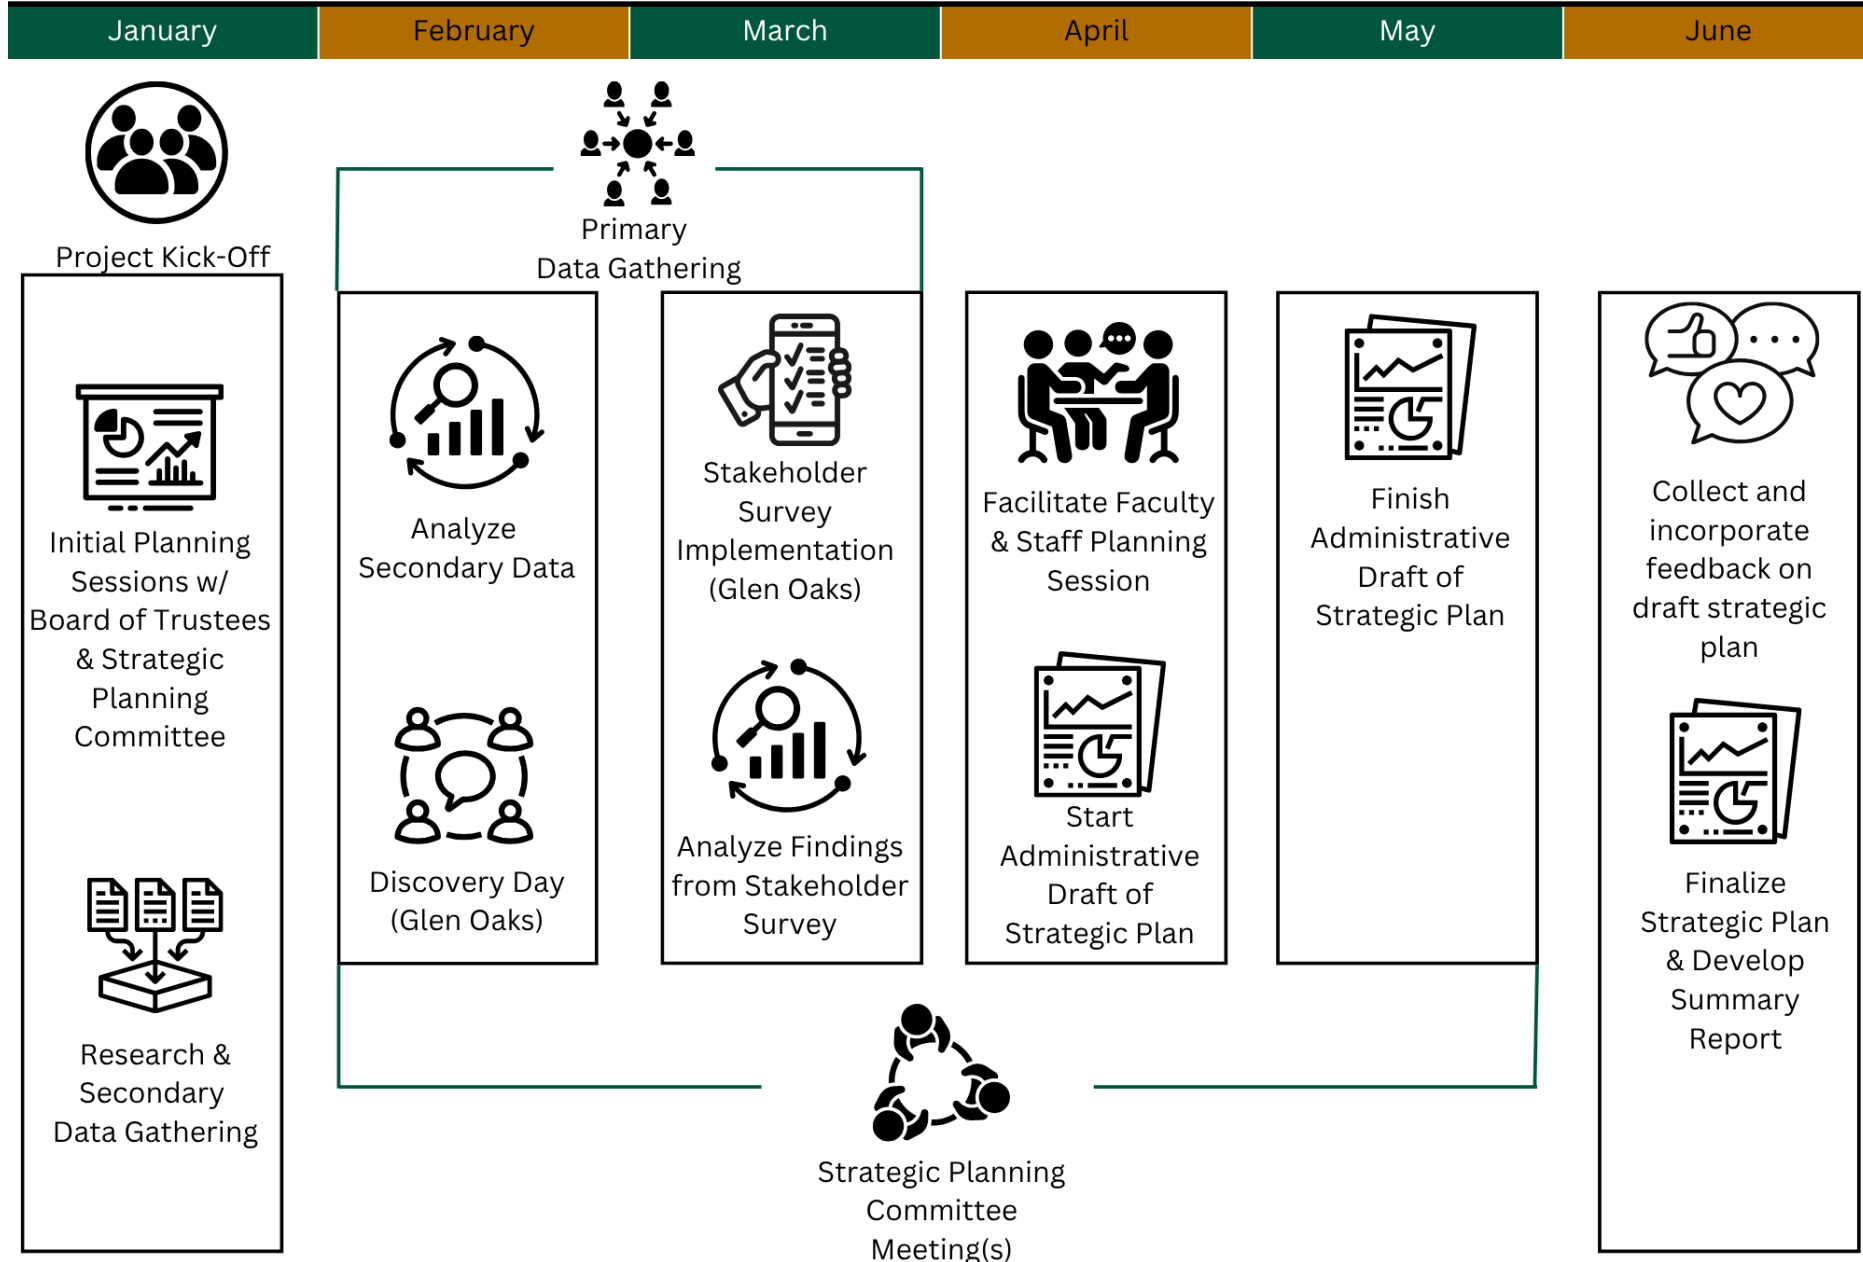 January
February
March
April
May
June
Project Kick-Off
Initial Planning
Sessions w/
Board of Trustees
& Strategic
Planning
Committee
Research &
Secondary
Data Gathering
Primary
Data Gathering
Analyze
Secondary Data
Discovery Day
(Glen Oaks)
Stakeholder
Survey
Implementation
(Glen Oaks)
Analyze Findings
from Stakeholder
Survey
Facilitate Faculty
& Staff Planning
Session
Start
Administrative
Draft of
Strategic Plan
Finish
Administrative
Draft of
Strategic Plan
Collect and
incorporate
feedback on
draft strategic
plan
Finalize
Strategic Plan
& Develop
Summary
Report
Strategic Planning
Committee
Meeting(s)